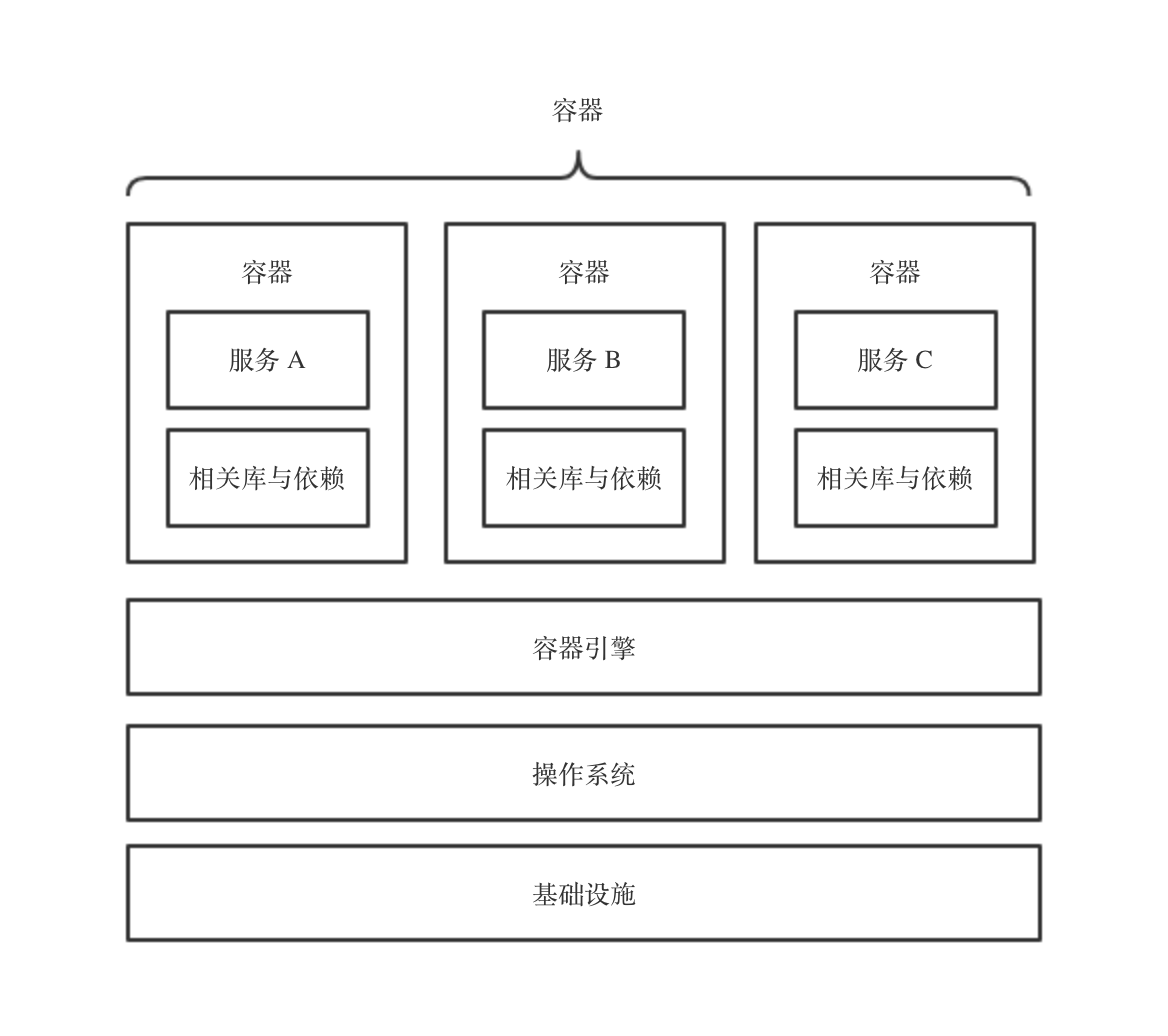 容器
容器
容器
容器
服务 A
服务 B
服务 C
相关库与依赖
相关库与依赖
相关库与依赖
容器引擎
操作系统
基础设施